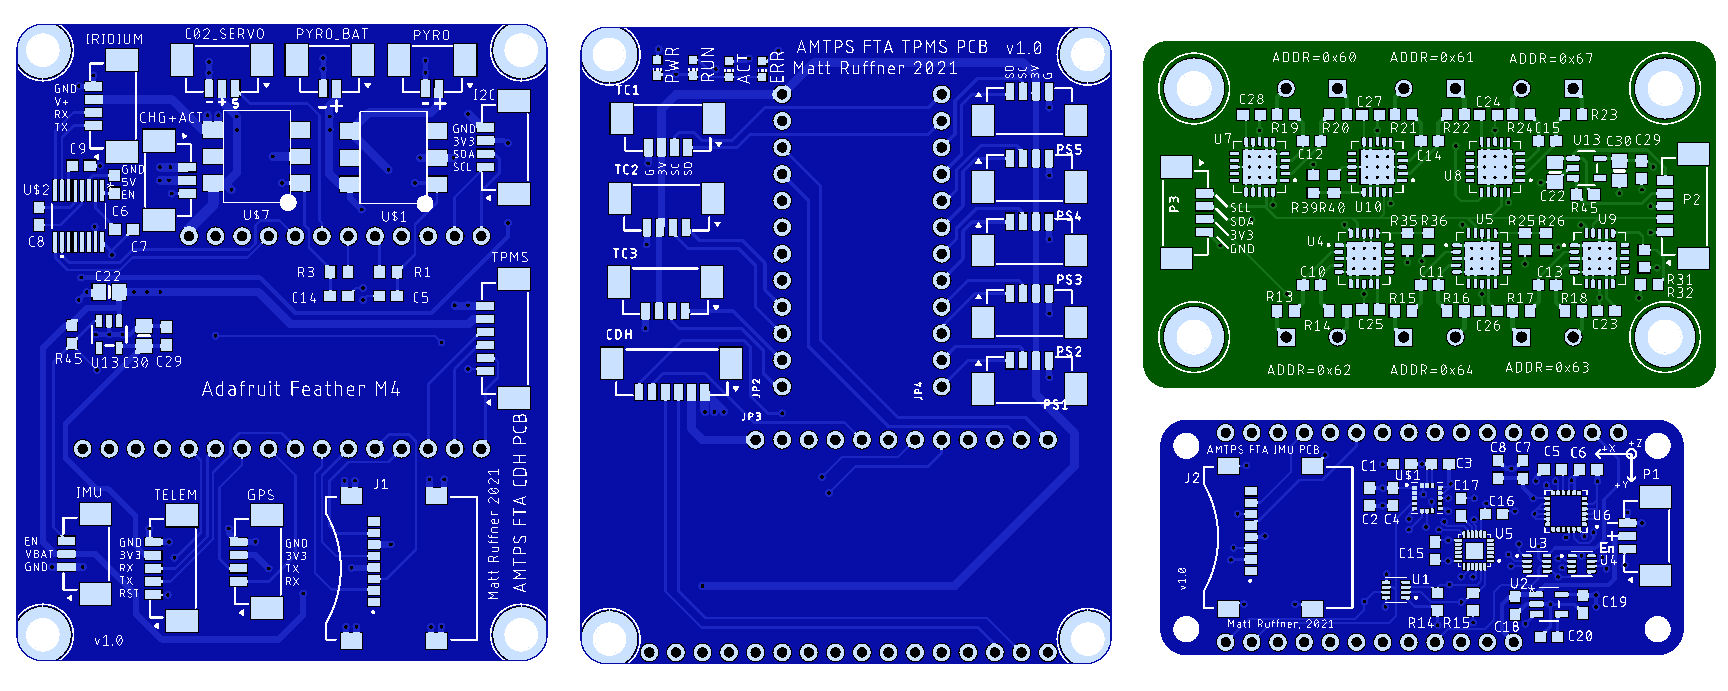 IRIDIUM
C02_SERVO
PYRO_BAT
PYRO
GND
V+
RX
TX
CHG+ACT
- + S
- +
- +
I2C
GND
3V3
SDA
SCL
C9
GND
5V
EN
U$2
C6
C8
C7
U$7
U$1
R3
R1
C14
C5
TPMS
C22
R45
U13
C30
C29
Adafruit Feather M4
IMU
TELEM
GPS
J1
EN
VBAT
GND
GND
3V3
RX
TX
RST
GND
3V3
TX
RX
Matt Ruffner 2021
AMTPS FTA CDH PCB
v1.0
PWR
RUN
ACT
ERR
AMTPS FTA TPMS PCB v1.0
Matt Ruffner 2021
SD
SC
3V
G
TC1
G
3V
SC
SD
PS5
TC2
PS4
TC3
PS3
CDH
PS2
JP2
JP4
PS1
JP3
ADDR=0x60
ADDR=0x61
ADDR=0x67
C28
C27
C24
R23
R19
R20
R21
R22
R24
C15
U7
C12
C14
U13
C30
C29
U8
C22
R39
R40
U10
R45
P3
SCL
SDA
3V3
GND
P2
R35
R36
U5
R25
R26
U9
U4
C10
C11
C13
R31
R32
R13
R15
R16
R17
R18
R14
C25
C26
C23
ADDR=0x62
ADDR=0x64
ADDR=0x63
AMTPS FTA IMU PCB
J2
C1
C3
C8
C7
C5
C6
+X
+Z
+Y
P1
U$1
C17
C2
C4
C16
U6
U5
C15
U3
+
En
U4
U1
U2
v1.0
Matt Ruffner, 2021
R14
R15
C18
C19
C20